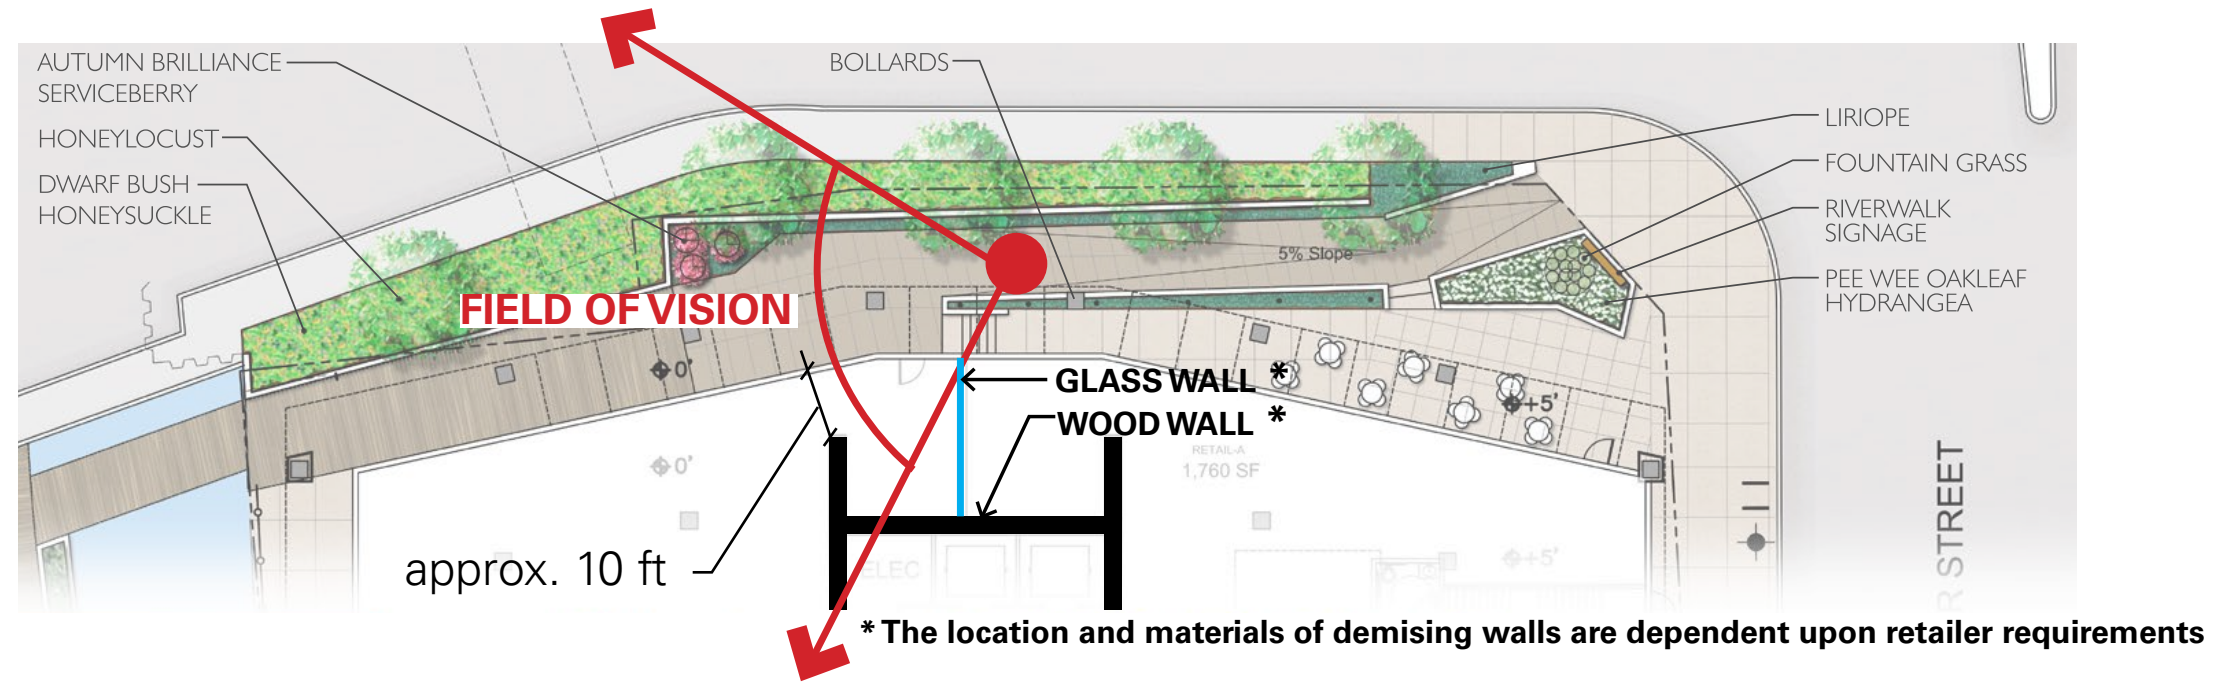 AUTUMN BRILLIANCE
SERVICEBERRY
HONEYLOCUST
DWARF BUSH
HONEYSUCKLE
BOLLARDS
LIRIOPE
FOUNTAIN GRASS
RIVERWALK
SIGNAGE
PEE WEE OAKLEAF
HYDRANGEA
5% Slope
FIELD OF VISION
0'
GLASS WALL *
WOOD WALL *
+5'
RETAIL-A
1,760 SF
0'
approx. 10 ft
ELEC
+5'
STREET
* The location and materials of demising walls are dependent upon retailer requirements